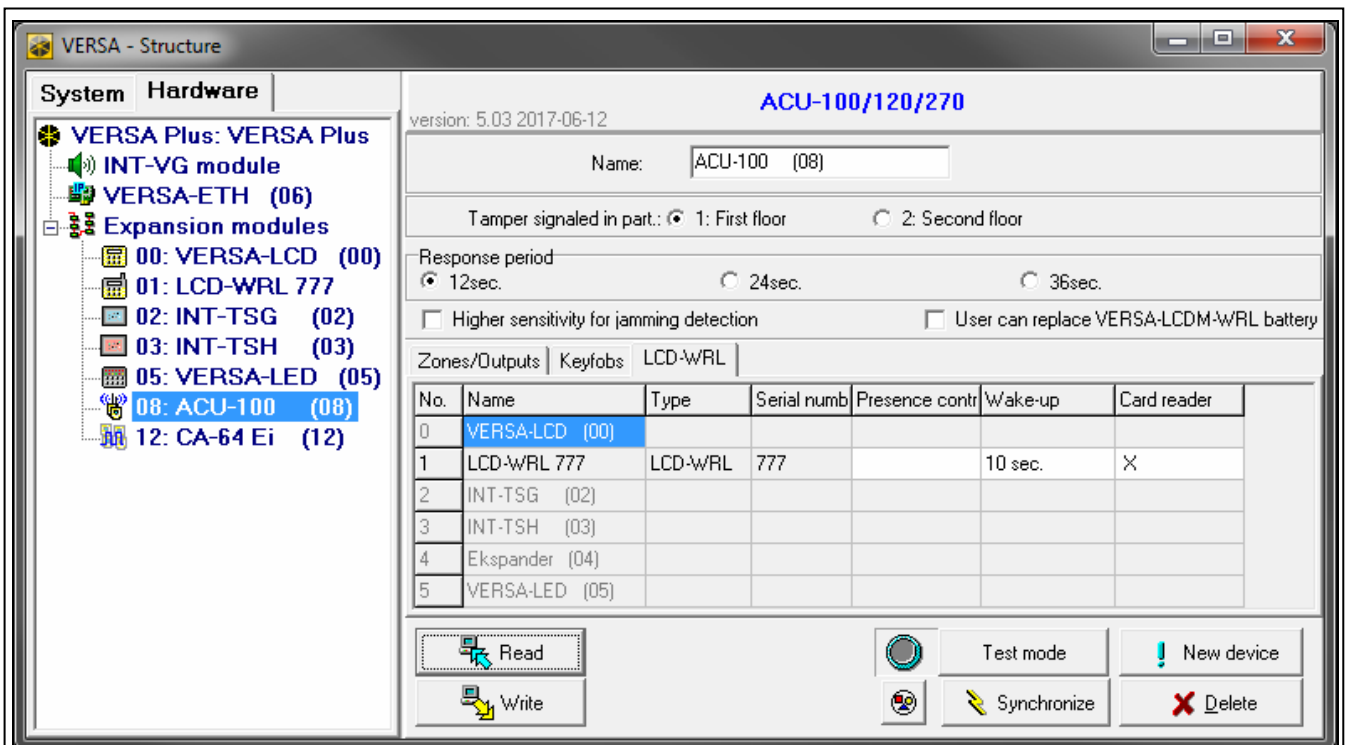 VERSA - Structure
System Hardware
VERSA Plus: VERSA Plus
INT-VG module
VERSA-ETH (06)
Expansion modules
00: VERSA-LCD (00)
01: LCD-WRL 777
02: INT-TSG (02)
03: INT-TSH (03)
05: VERSA-LED (05)
08: ACU-100 (08)
12: CA-64 Ei (12)
ACU-100/120/270
version: 5.03 2017-06-12
Name: ACU-100 (08)
Tamper signaled in part.: 1: First floor 2: Second floor
Response period
12sec. 24sec. 36sec.
Higher sensitivity for jamming detection User can replace VERSA-LCDM-WRL battery
Zones/Outputs Keyfobs LCD-WRL
No. Name Type Serial numb Presence contr Wake-up Card reader
0 VERSA-LCD (00)
1 LCD-WRL 777 LCD-WRL 777 10 sec. X
2 INT-TSG (02)
3 INT-TSH (03)
4 Ekspander (04)
5 VERSA-LED (05)
Read Test mode New device
Write Synchronize Delete